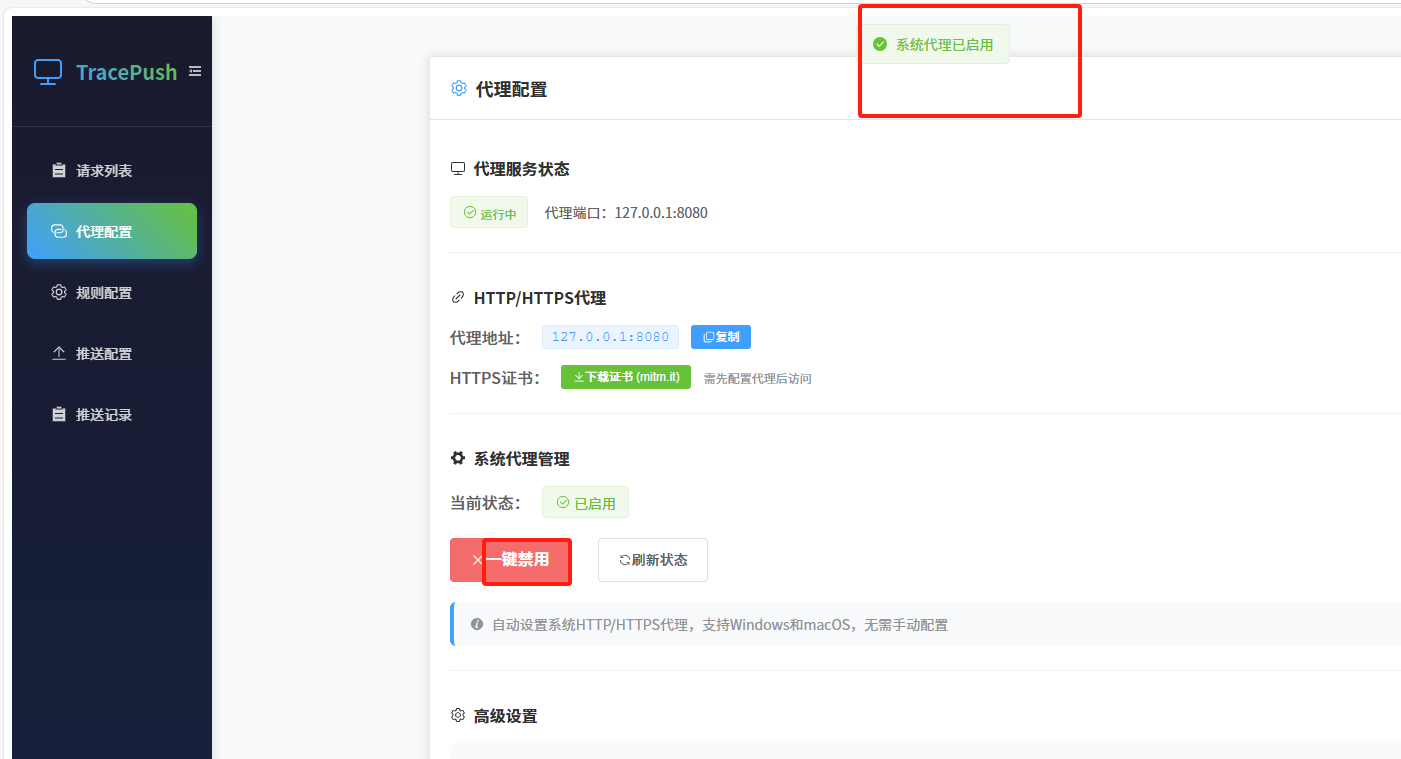 TracePush
请求列表
代理配置
规则配置
推送配置
推送记录
系统代理已启用
代理配置
代理服务状态
运行中 代理端口：127.0.0.1:8080
HTTP/HTTPS代理
代理地址： 127.0.0.1:8080 复制
HTTPS证书： 下载证书 (mitm.it) 需先配置代理后访问
系统代理管理
当前状态： 已启用
一键禁用 刷新状态
自动设置系统HTTP/HTTPS代理，支持Windows和macOS，无需手动配置
高级设置